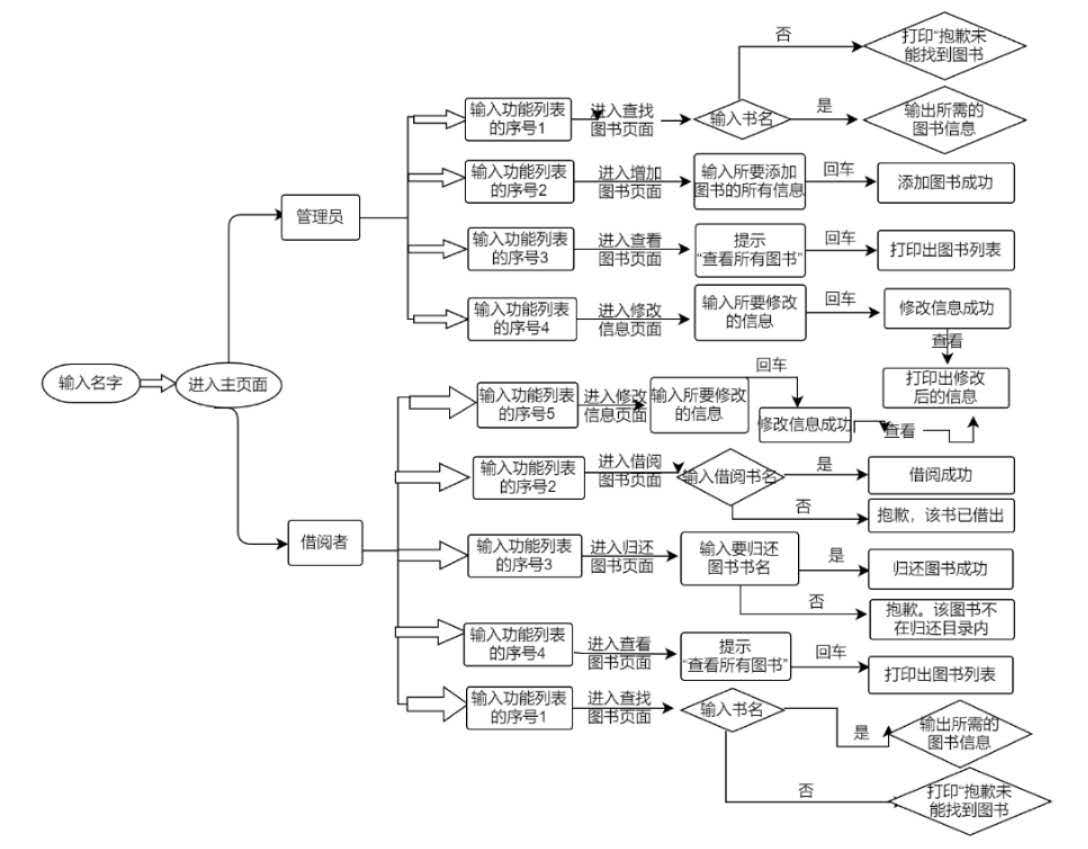 否
打印“抱歉未
能找到图书
输入功能列表
的序号1
进入查找
图书页面
输入书名
是
输出所需的
图书信息
输入功能列表
的序号2
进入增加
图书页面
输入所要添加
图书的所有信息
回车
添加图书成功
管理员
输入功能列表
的序号3
进入查看
图书页面
提示
“查看所有图书”
回车
打印出图书列表
输入功能列表
的序号4
进入修改
信息页面
输入所要修改
的信息
回车
修改信息成功
查看
打印出修改
后的信息
输入名字
进入主页面
输入功能列表
的序号5
进入修改
信息页面
输入所要修改
的信息
回车
修改信息成功
查看
输入功能列表
的序号2
进入借阅
图书页面
输入借阅书名
是
借阅成功
否
抱歉，该书已借出
借阅者
输入功能列表
的序号3
进入归还
图书页面
输入要归还
图书书名
是
归还图书成功
否
抱歉。该图书不
在归还目录内
输入功能列表
的序号4
进入查看
图书页面
提示
“查看所有图书”
回车
打印出图书列表
输入功能列表
的序号1
进入查找
图书页面
输入书名
是
输出所需的
图书信息
否
打印“抱歉未
能找到图书